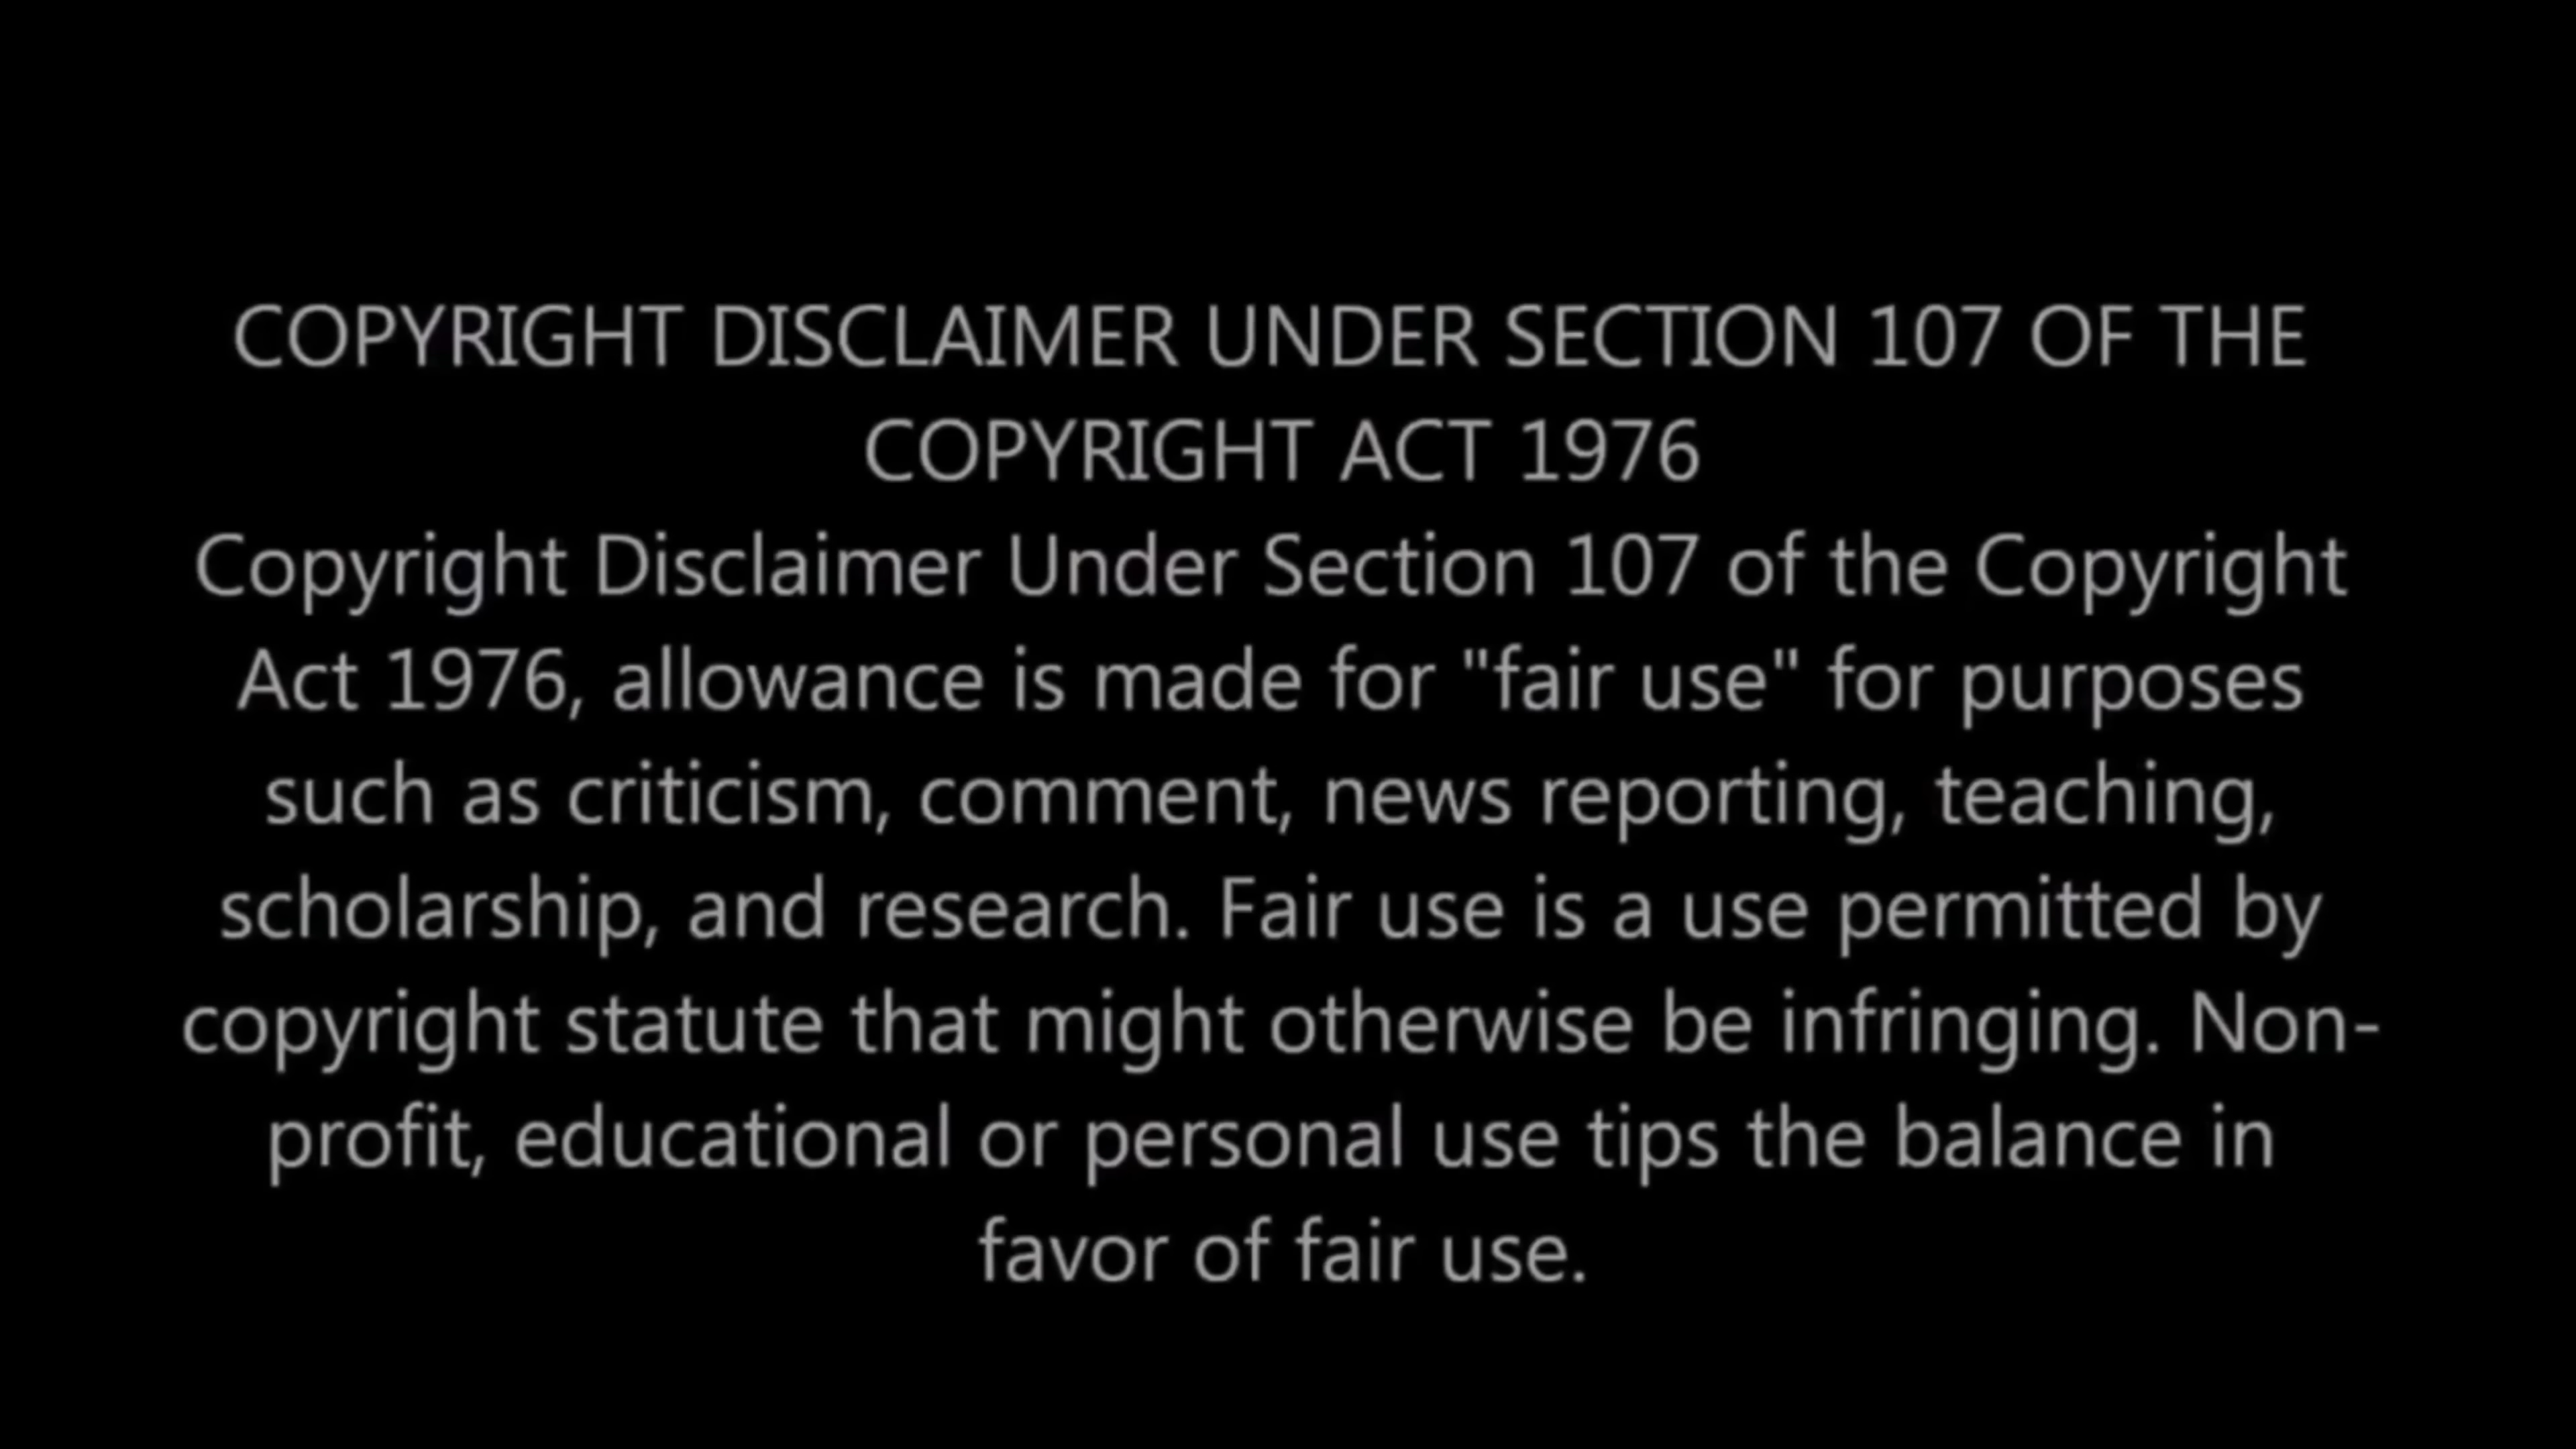 COPYRIGHT DISCLAIMER UNDER SECTION 107 OF THE
COPYRIGHT ACT 1976
Copyright Disclaimer Under Section 107 of the Copyright
Act 1976, allowance is made for "fair use" for purposes
such as criticism, comment, news reporting, teaching,
scholarship, and research. Fair use is a use permitted by
copyright statute that might otherwise be infringing. Non-
profit, educational or personal use tips the balance in
favor of fair use.